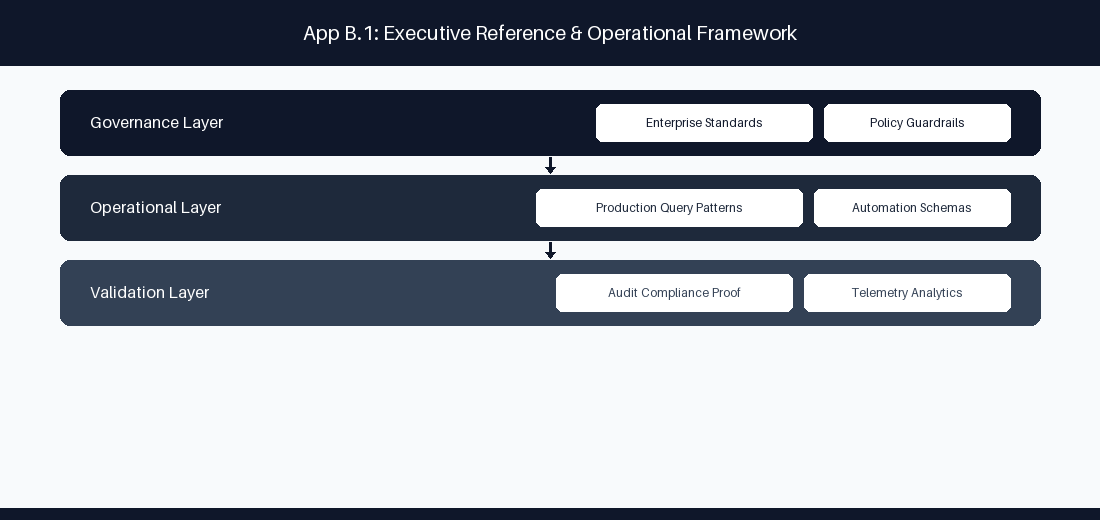 App B.1: Executive Reference & Operational Framework
Governance Layer
Enterprise Standards
Policy Guardrails
Operational Layer
Production Query Patterns
Automation Schemas
Validation Layer
Audit Compliance Proof
Telemetry Analytics